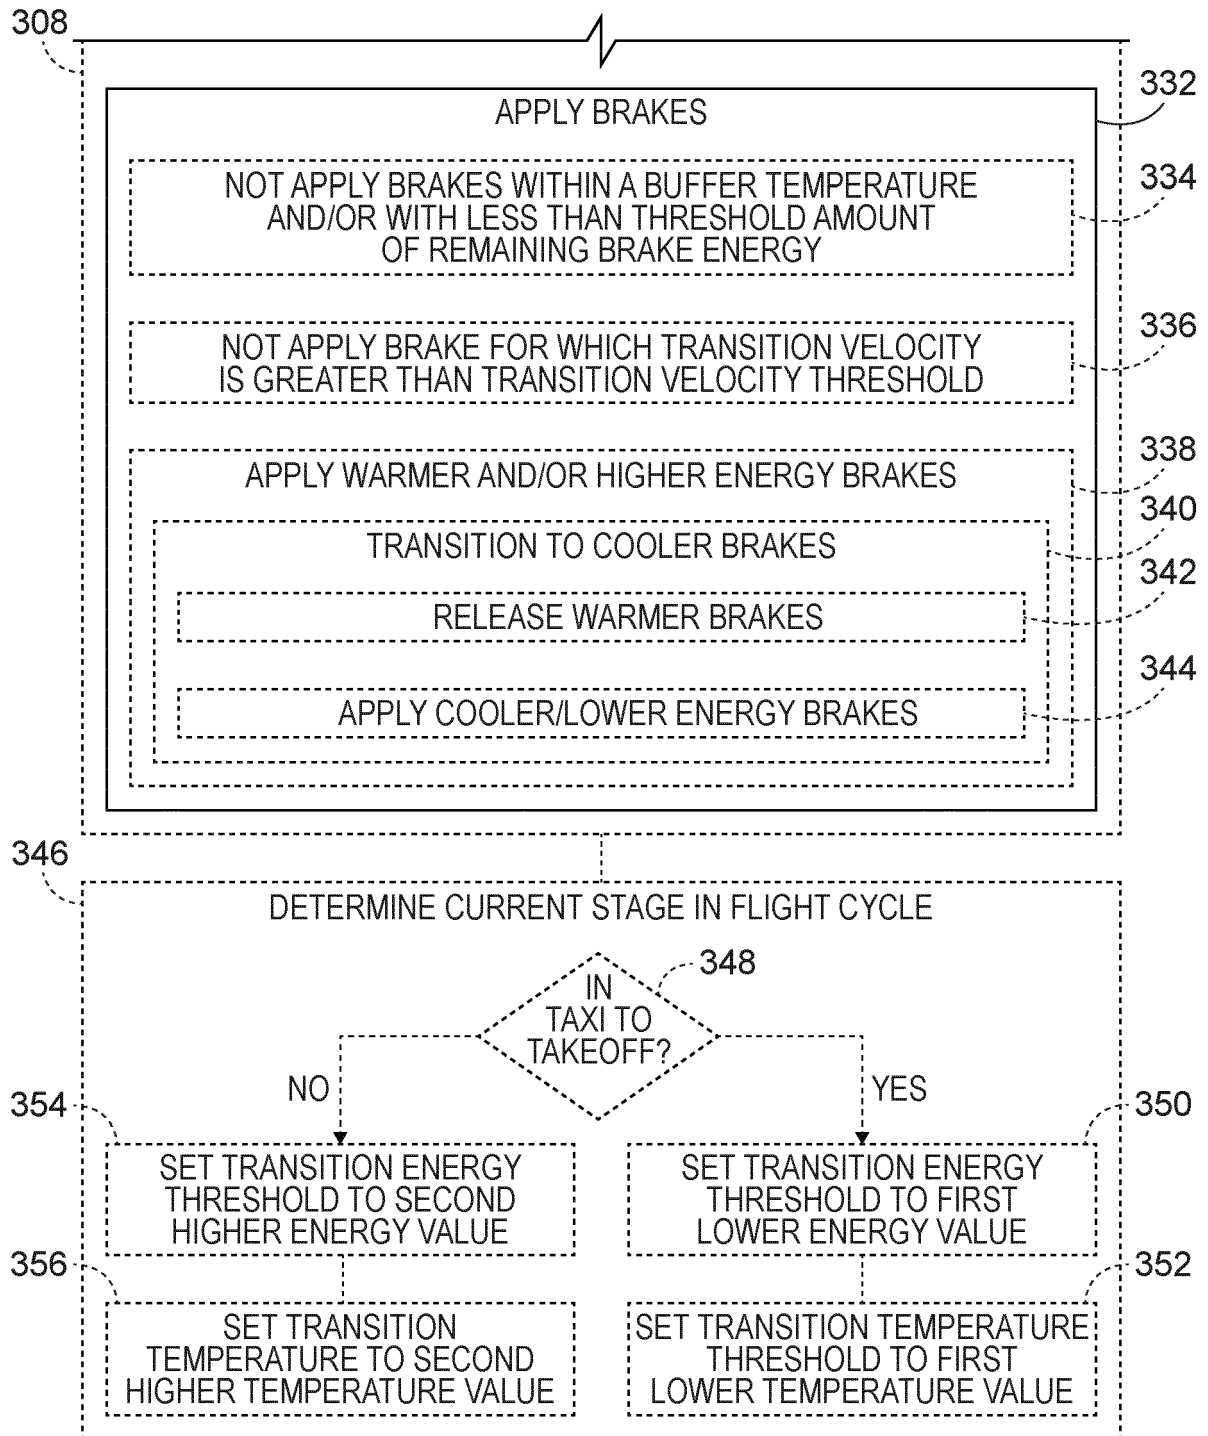 308
332
APPLY BRAKES
334
NOT APPLY BRAKES WITHIN A BUFFER TEMPERATURE
AND/OR WITH LESS THAN THRESHOLD AMOUNT
OF REMAINING BRAKE ENERGY
336
NOT APPLY BRAKE FOR WHICH TRANSITION VELOCITY
IS GREATER THAN TRANSITION VELOCITY THRESHOLD
338
APPLY WARMER AND/OR HIGHER ENERGY BRAKES
340
TRANSITION TO COOLER BRAKES
342
RELEASE WARMER BRAKES
344
APPLY COOLER/LOWER ENERGY BRAKES
346
DETERMINE CURRENT STAGE IN FLIGHT CYCLE
348
IN
TAXI TO
TAKEOFF?
NO
YES
354
SET TRANSITION ENERGY
THRESHOLD TO SECOND
HIGHER ENERGY VALUE
350
SET TRANSITION ENERGY
THRESHOLD TO FIRST
LOWER ENERGY VALUE
356
SET TRANSITION
TEMPERATURE TO SECOND
HIGHER TEMPERATURE VALUE
352
SET TRANSITION TEMPERATURE
THRESHOLD TO FIRST
LOWER TEMPERATURE VALUE